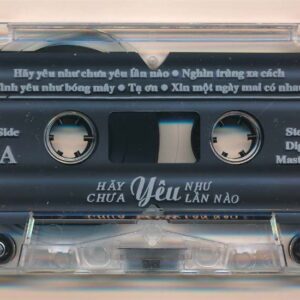 Hãy yêu như chưa yêu lần nào • Nghìn trùng xa cách
Tình yêu như bóng mây • Tạ ơn • Xin một ngày mai có nhau
Side
A
HÃY Yêu NHƯ
CHƯA LẦN NÀO